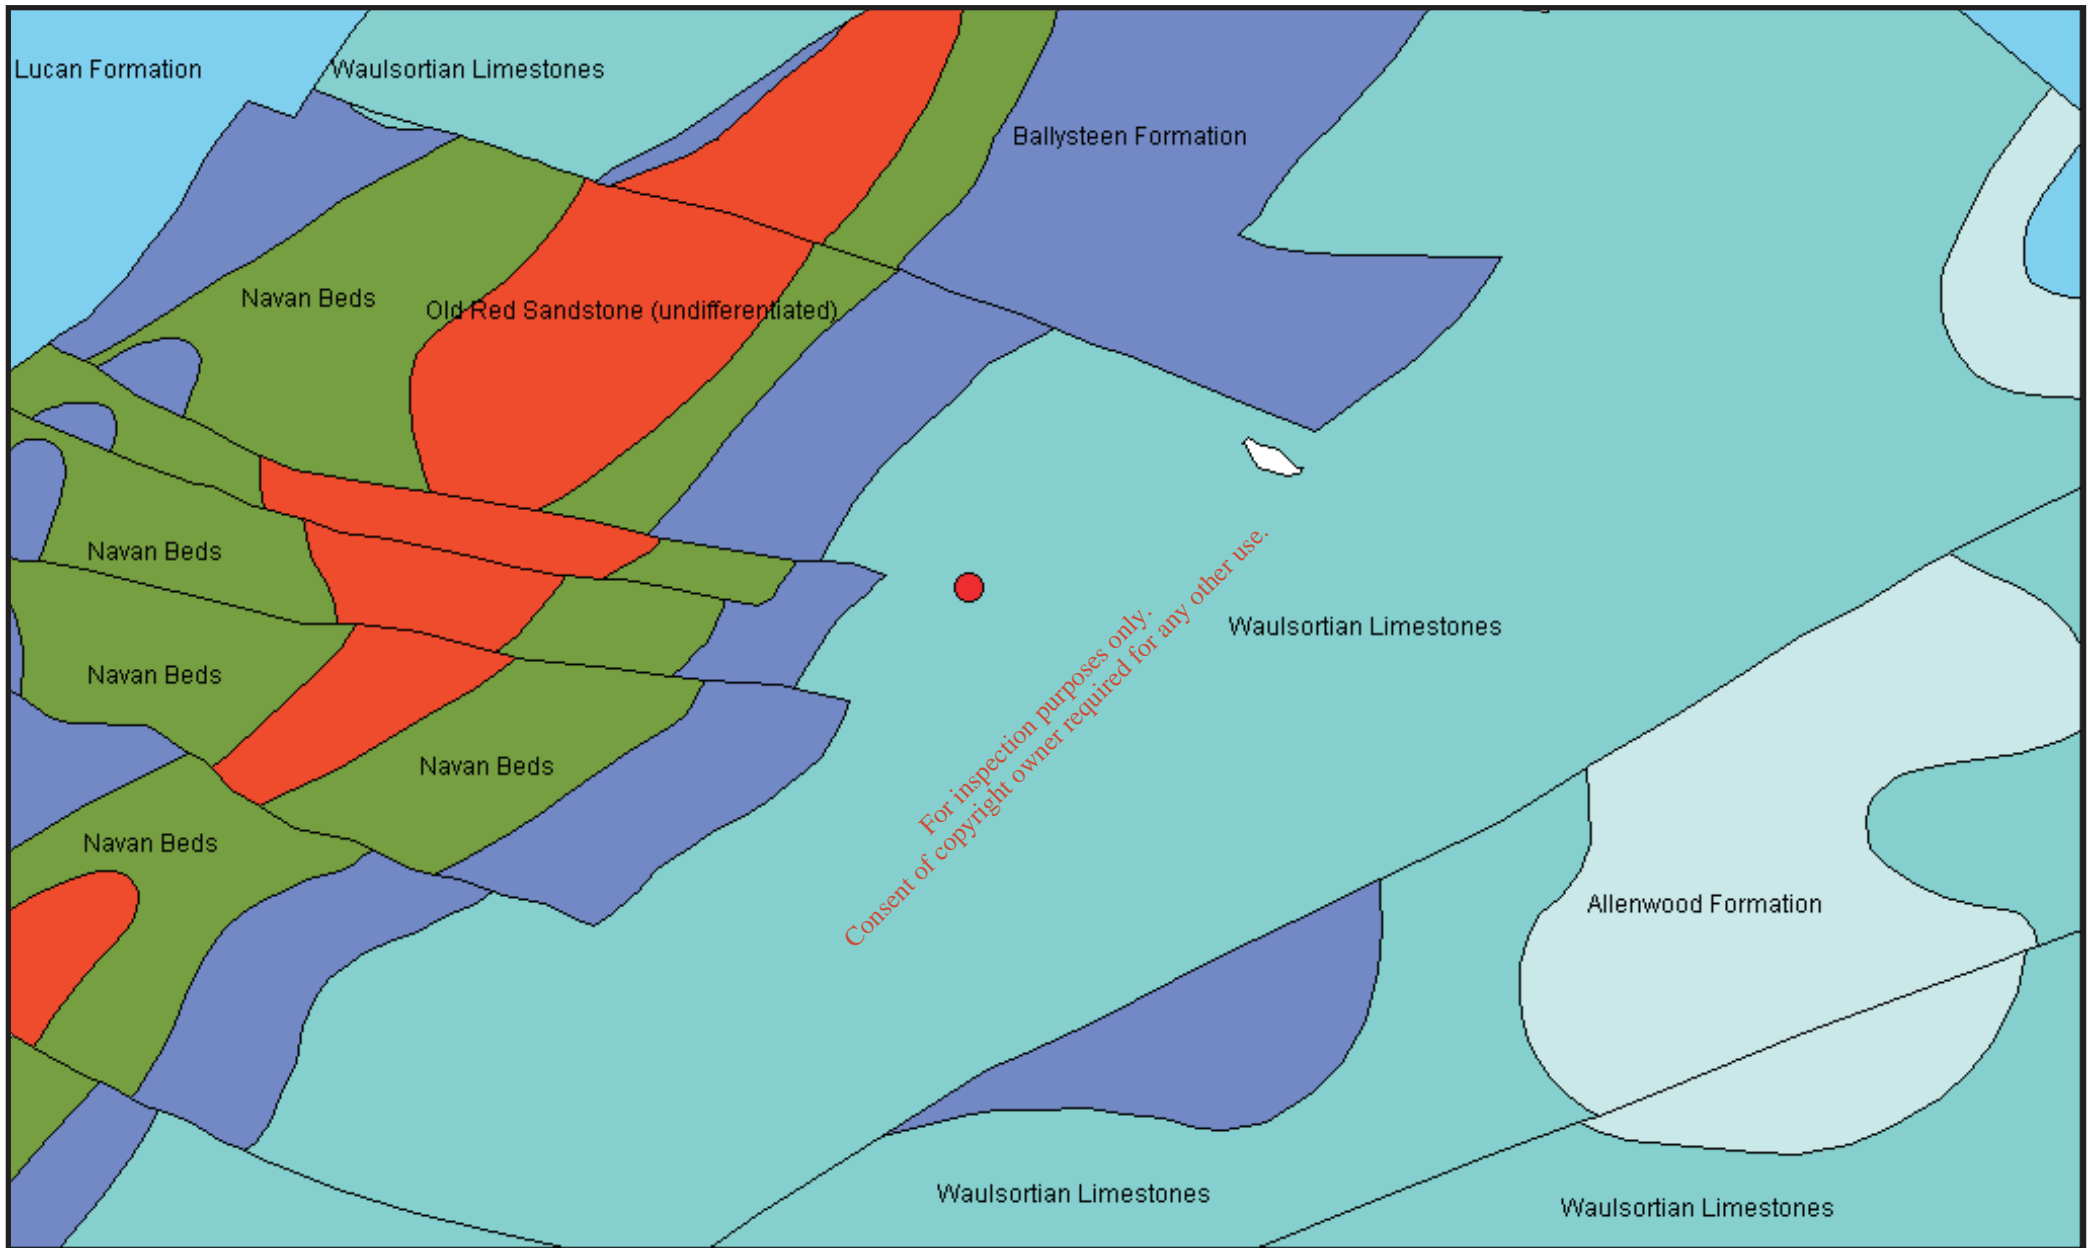 Lucan Formation
Waulsortian Limestones
Ballysteen Formation
Navan Beds
Old Red Sandstone (undifferentiated)
Navan Beds
Waulsortian Limestones
Navan Beds
Navan Beds
Navan Beds
Allenwood Formation
Waulsortian Limestones
Waulsortian Limestones
For inspection purposes only.
Consent of copyright owner required for any other use.